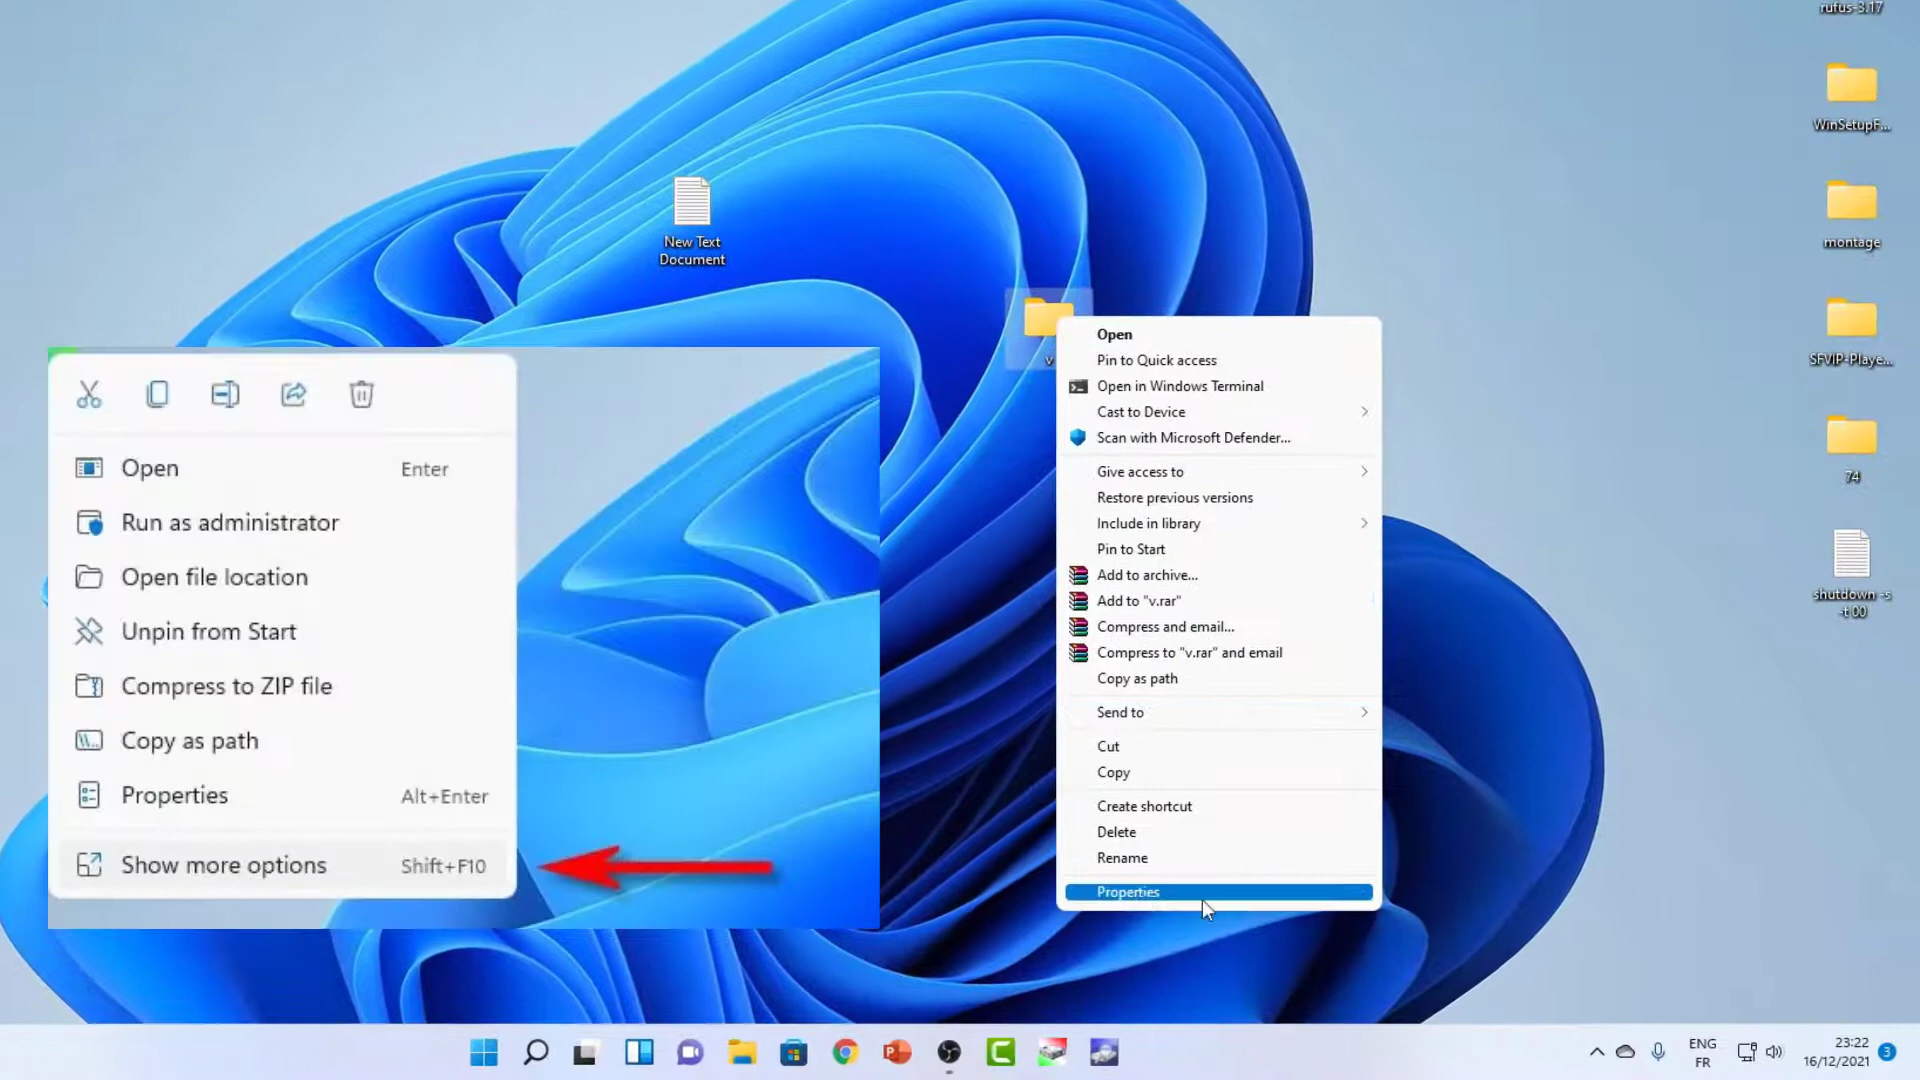 rufus-3.17
WinSetupF...
New Text
Document
montage
v
SFVIP-Playe...
74
shutdown -s
-t 00
Open Enter
Run as administrator
Open file location
Unpin from Start
Compress to ZIP file
Copy as path
Properties Alt+Enter
Show more options Shift+F10
Open
Pin to Quick access
Open in Windows Terminal
Cast to Device
Scan with Microsoft Defender...
Give access to
Restore previous versions
Include in library
Pin to Start
Add to archive...
Add to "v.rar"
Compress and email...
Compress to "v.rar" and email
Copy as path
Send to
Cut
Copy
Create shortcut
Delete
Rename
Properties
ENG
FR
23:22
16/12/2021
3